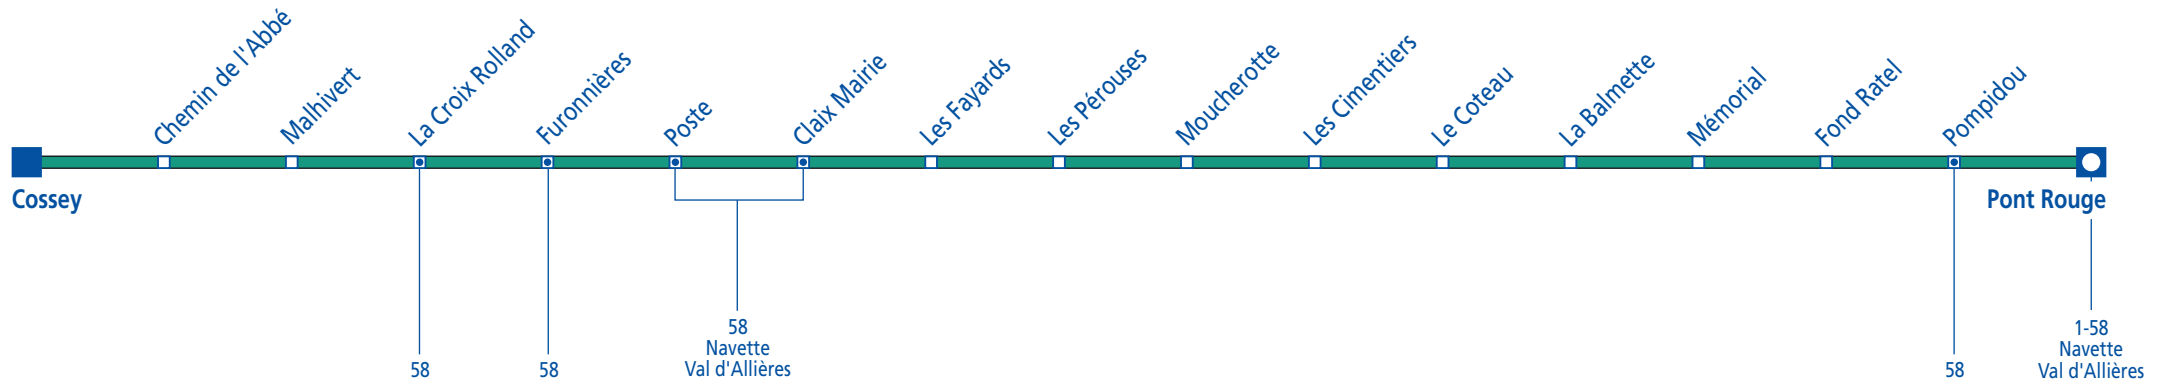 Chemin de l'Abbé
Malhivert
La Croix Rolland
Furonnières
Poste
Claix Mairie
Les Fayards
Les Pérouses
Moucherotte
Les Cimentiers
Le Coteau
La Balmette
Mémorial
Fond Ratel
Pompidou
Cossey
Pont Rouge
58
58
58
Navette
Val d'Allières
58
1-58
Navette
Val d'Allières